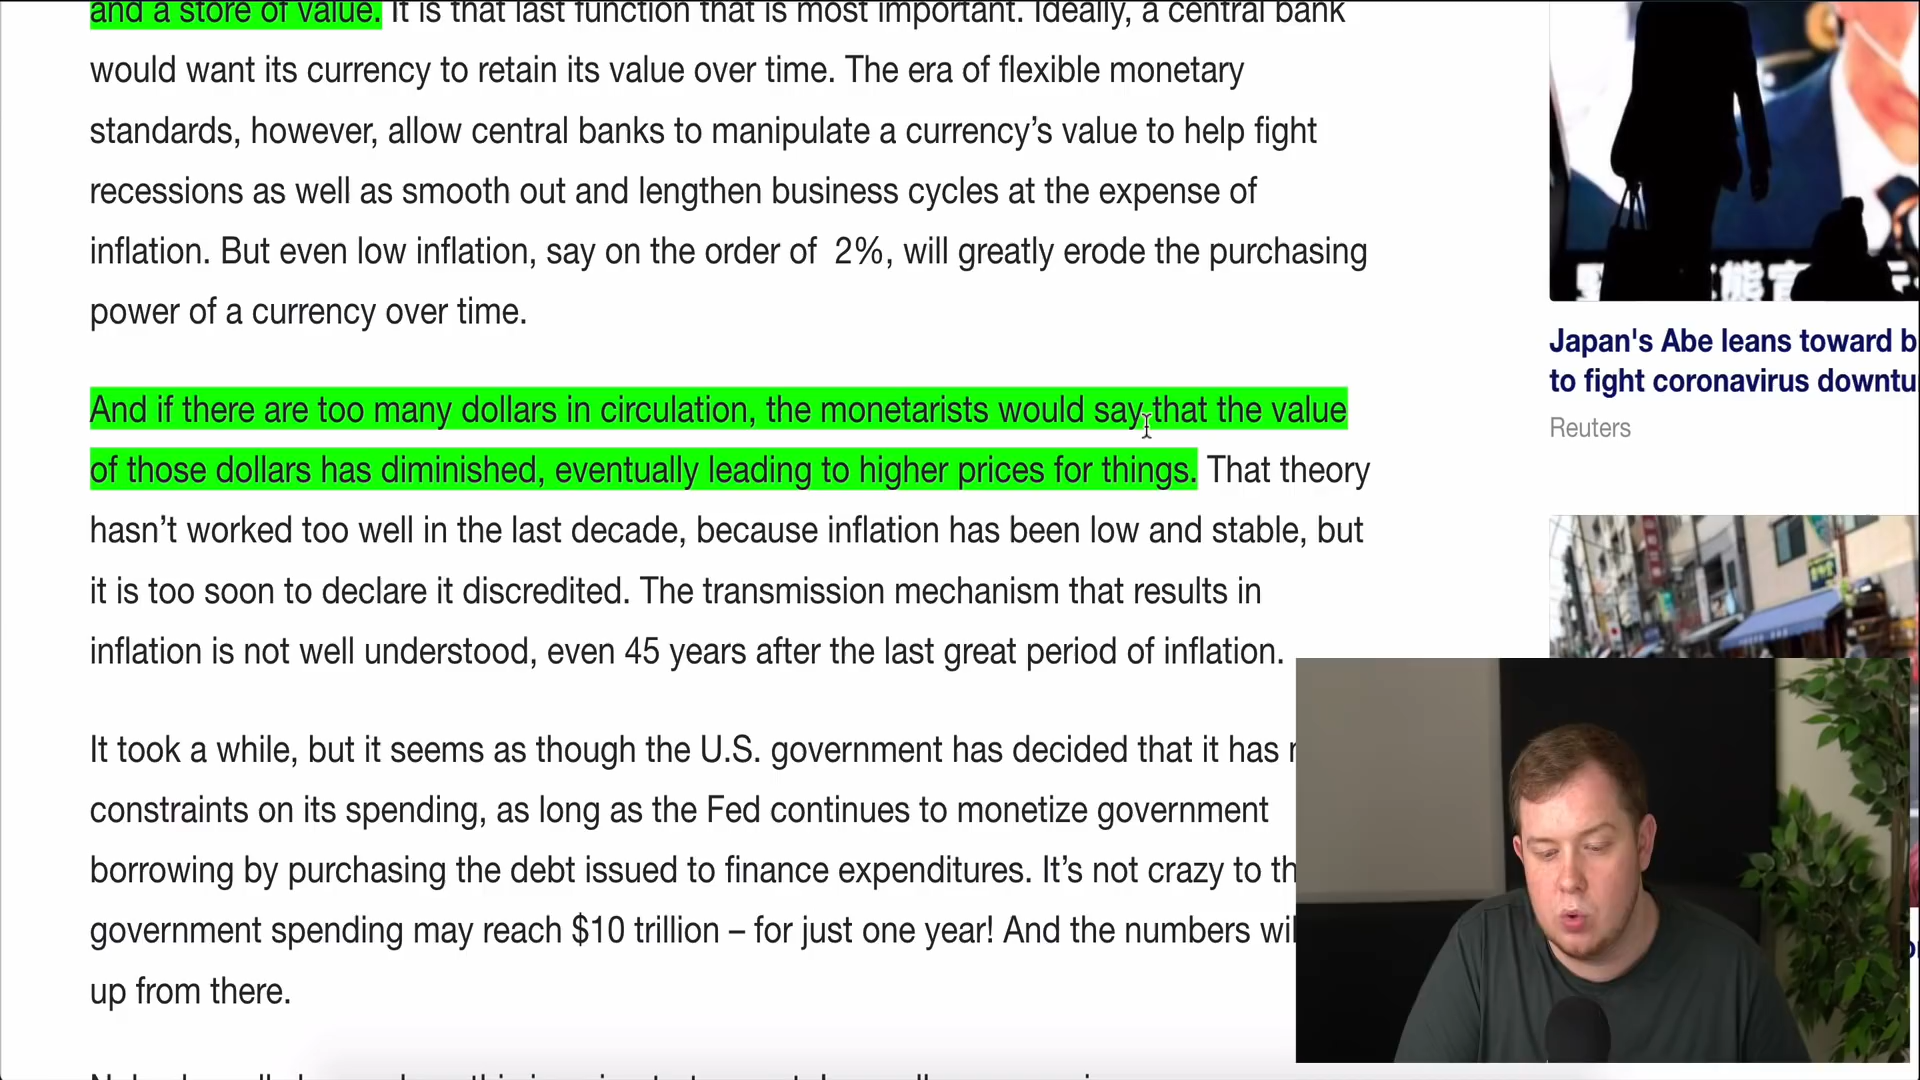 and a store of value. It is that last function that is most important. Ideally, a central bank
would want its currency to retain its value over time. The era of flexible monetary
standards, however, allow central banks to manipulate a currency’s value to help fight
recessions as well as smooth out and lengthen business cycles at the expense of
inflation. But even low inflation, say on the order of  2%, will greatly erode the purchasing
power of a currency over time.
And if there are too many dollars in circulation, the monetarists would say that the value
of those dollars has diminished, eventually leading to higher prices for things. That theory
hasn’t worked too well in the last decade, because inflation has been low and stable, but
it is too soon to declare it discredited. The transmission mechanism that results in
inflation is not well understood, even 45 years after the last great period of inflation.
It took a while, but it seems as though the U.S. government has decided that it has
constraints on its spending, as long as the Fed continues to monetize government
borrowing by purchasing the debt issued to finance expenditures. It’s not crazy to
government spending may reach $10 trillion – for just one year! And the numbers
up from there.
Japan's Abe leans toward
to fight coronavirus
Reuters